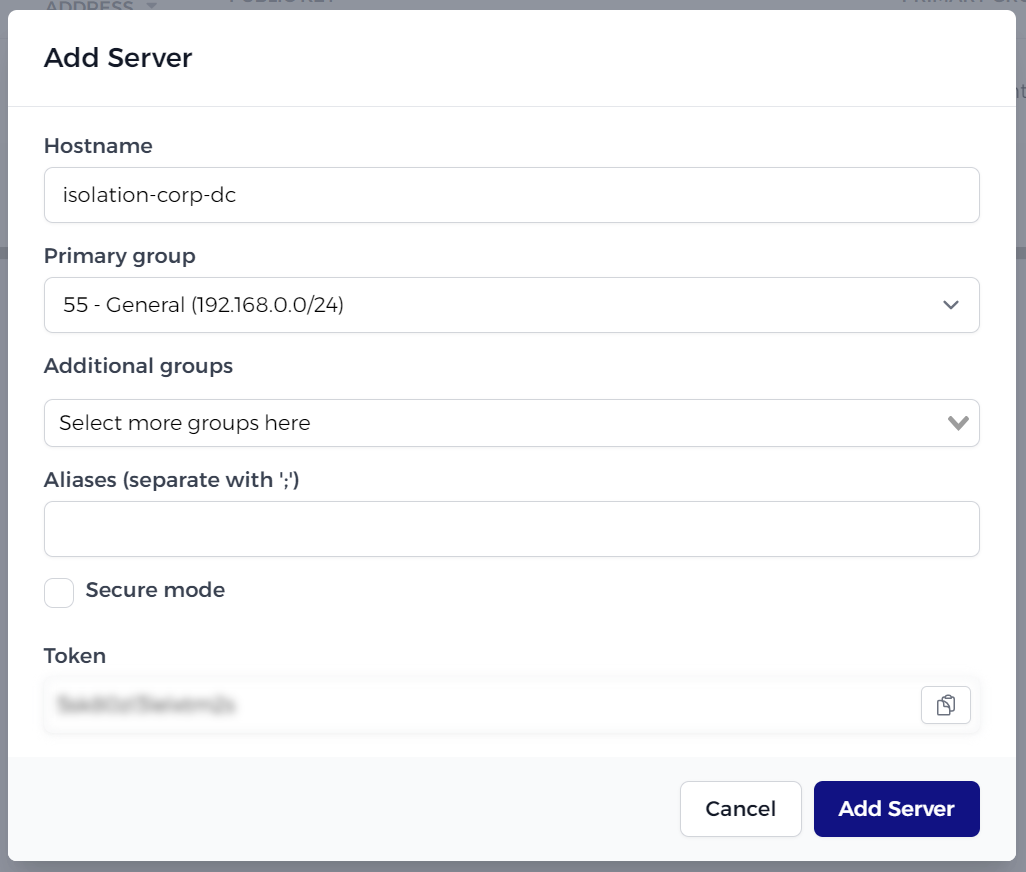 ADDRESS
Add Server
Hostname
isolation-corp-dc
Primary group
55 - General (192.168.0.0/24)
Additional groups
Select more groups here
Aliases (separate with ';')
Secure mode
Token
Cancel
Add Server